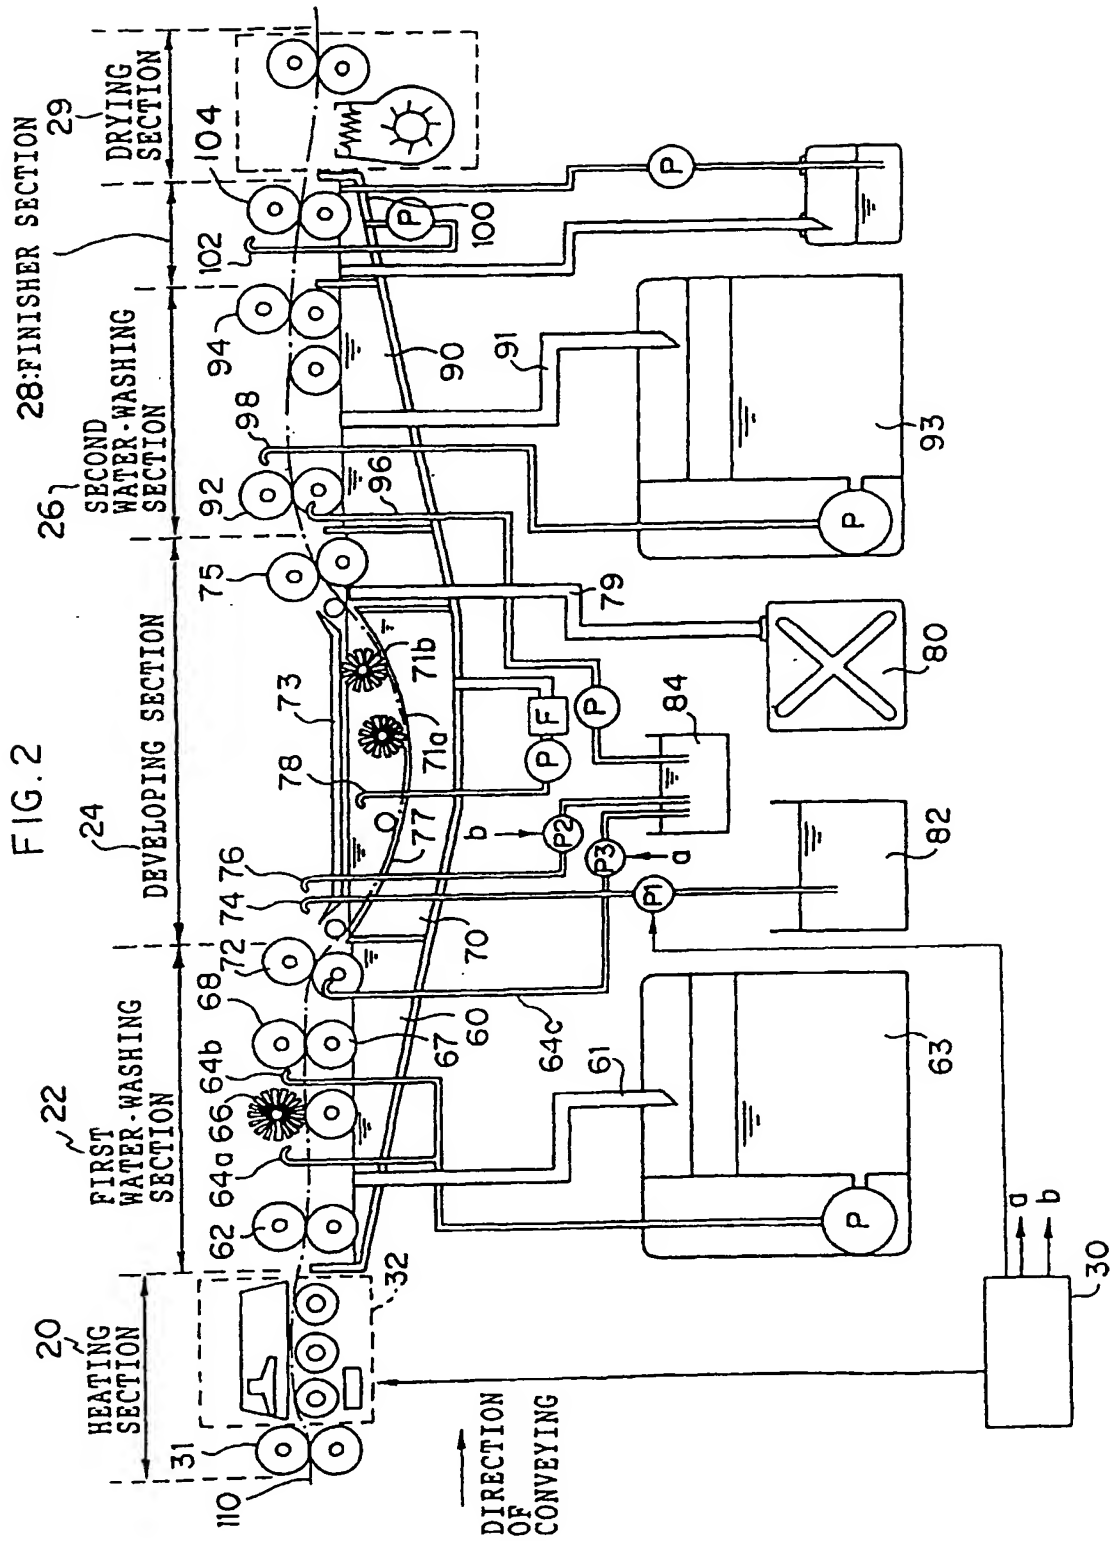 FIG. 2
20
HEATING
SECTION
22
FIRST
WATER·WASHING
SECTION
24
DEVELOPING SECTION
26
SECOND
WATER·WASHING
SECTION
28:FINISHER SECTION
29
DRYING
SECTION
110
31
32
62
64a
66
64b
68
72
74
76
78
73
75
92
98
94
102
104
67
60
70
77
71a
71b
96
90
100
P
61
64c
b
P2
P3
a
P1
P
F
P
84
79
91
P
P
63
82
80
P
93
DIRECTION
OF
CONVEYING
30
a
b